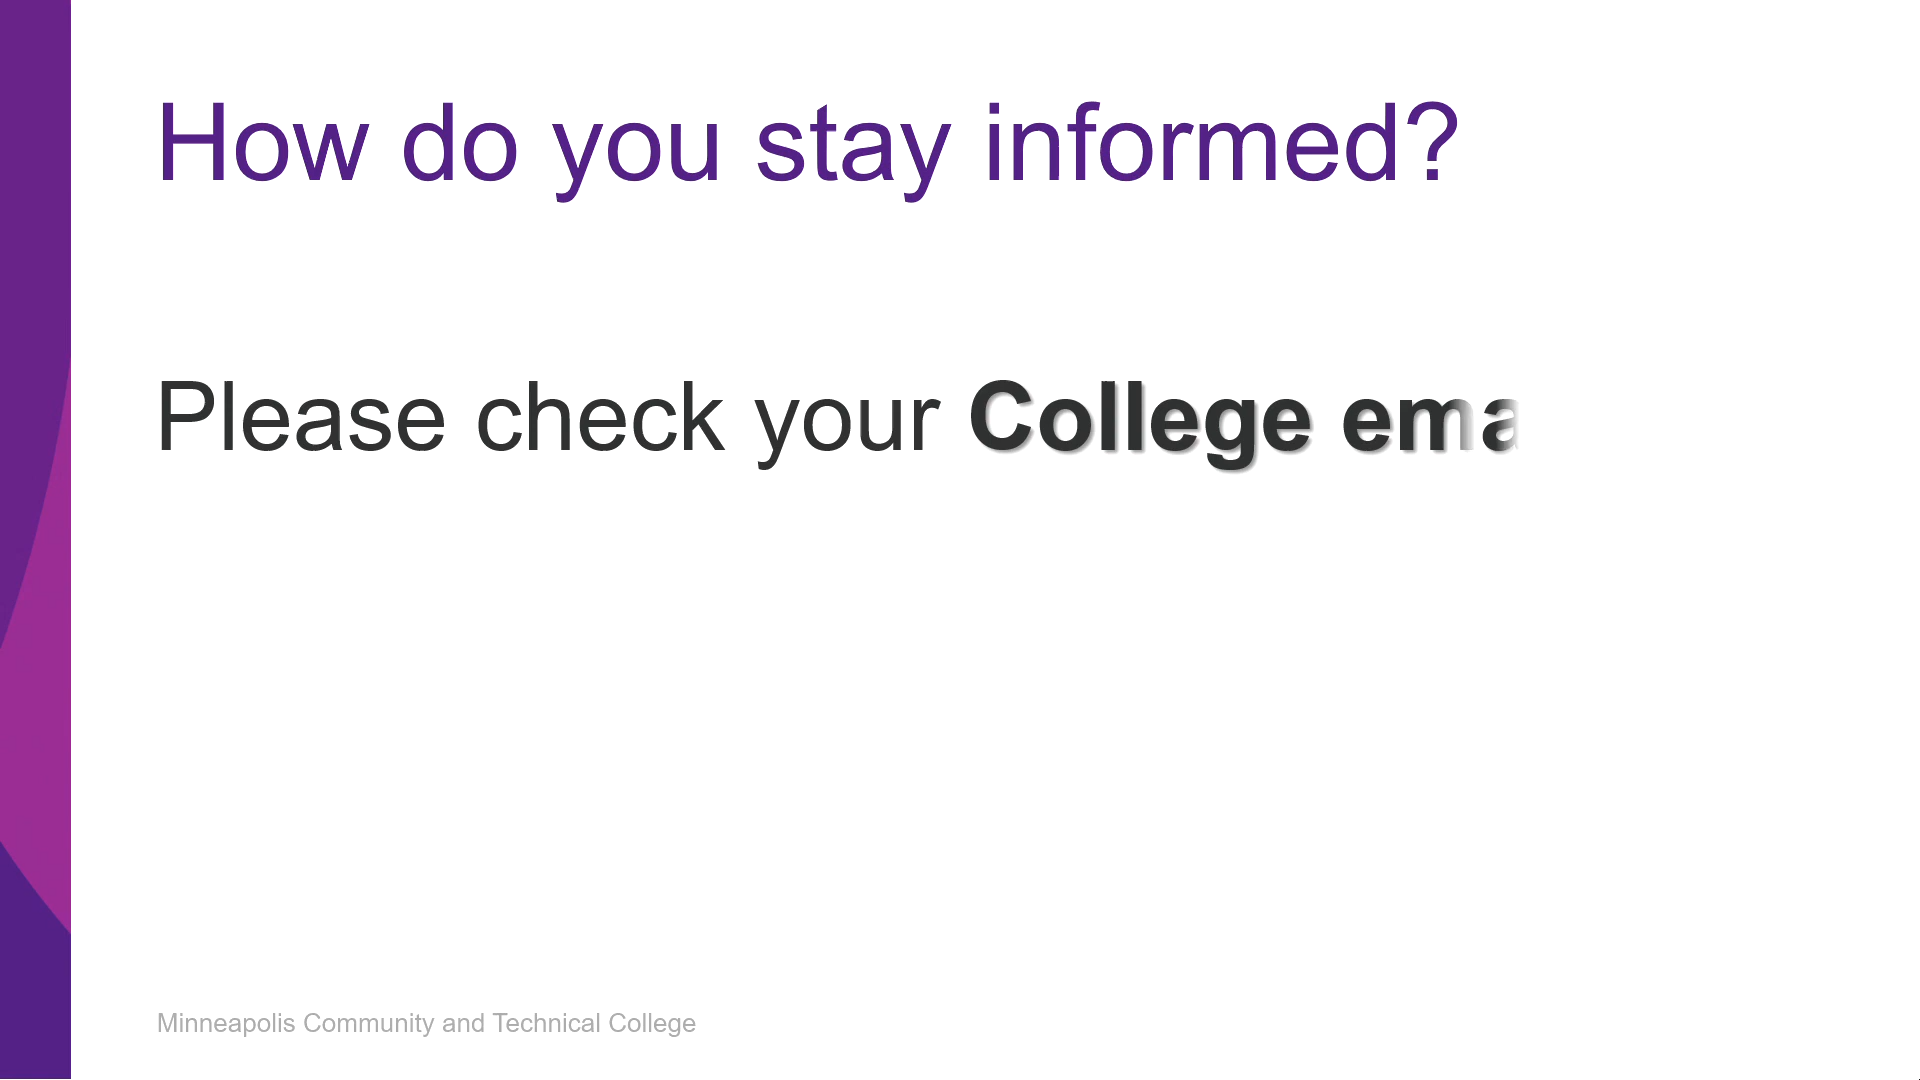 How do you stay informed?
Please check your College ema
Minneapolis Community and Technical College